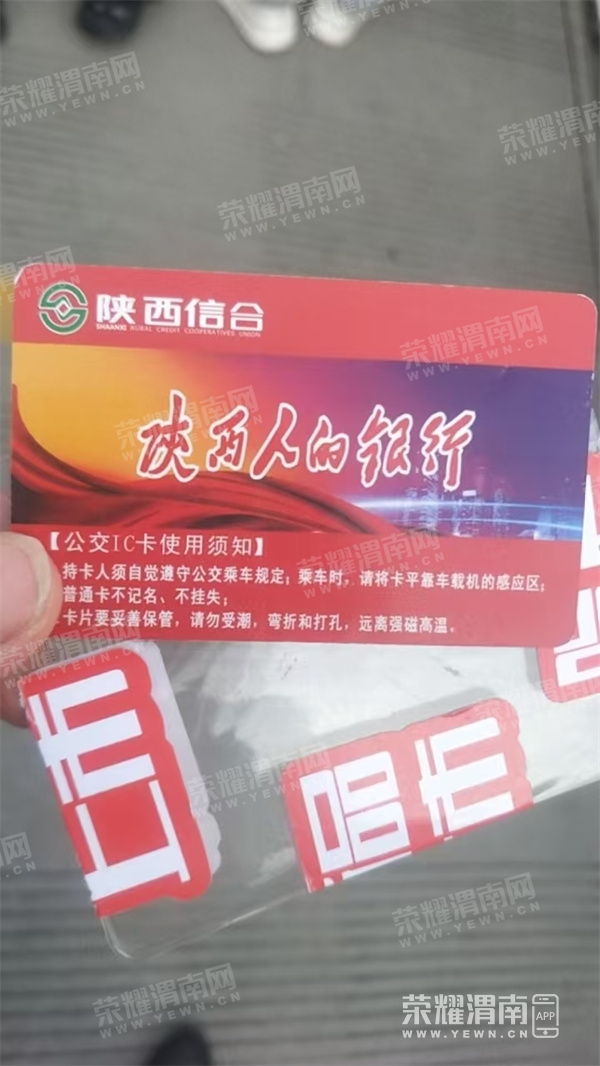 陕西信合
SHAANXI RURAL CREDIT COOPERATIVES UNION
陕西人的银行
【公交IC卡使用须知】
持卡人须自觉遵守公交乘车规定；乘车时，请将卡平靠车载机的感应区；
普通卡不记名、不挂失；
卡片要妥善保管，请勿受潮，弯折和打孔，远离强磁高温。
荣耀渭南网
WWW.YEWN.CN
荣耀渭南APP
WWW.YEWN.CN